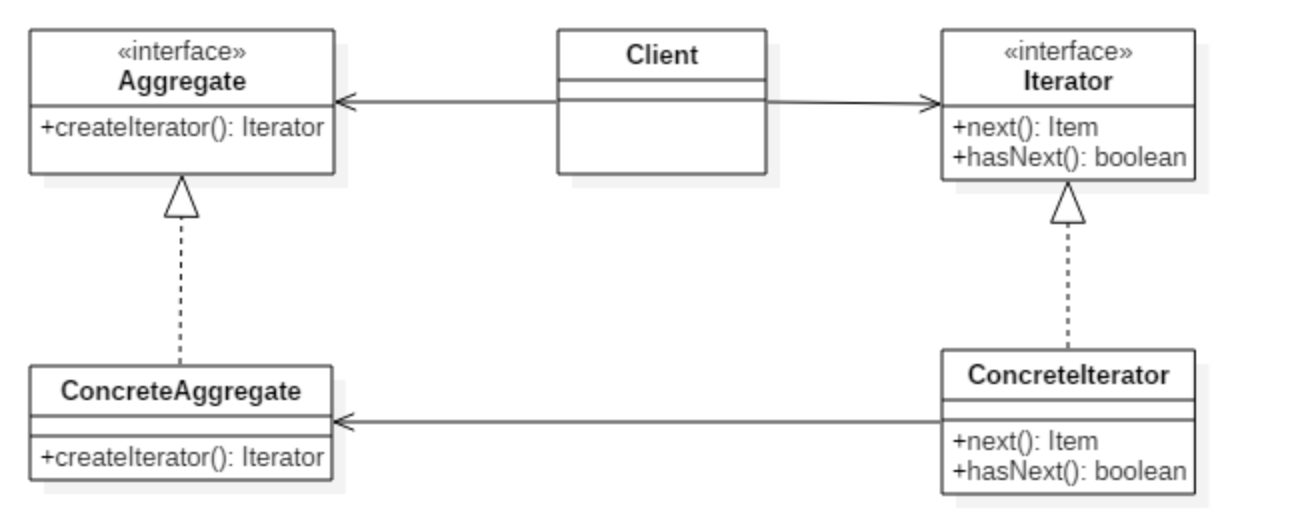 «interface»
Aggregate
+createIterator(): Iterator
Client
«interface»
Iterator
+next(): Item
+hasNext(): boolean
ConcreteAggregate
+createIterator(): Iterator
ConcreteIterator
+next(): Item
+hasNext(): boolean